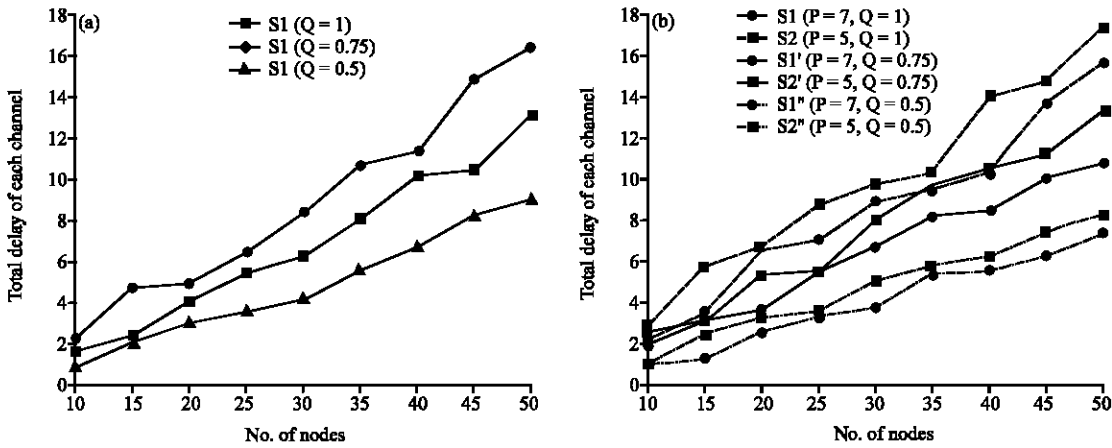 (a)
S1 (Q = 1)
S1 (Q = 0.75)
S1 (Q = 0.5)
Total delay of each channel
18
16
14
12
10
8
6
4
2
0
10 15 20 25 30 35 40 45 50
No. of nodes
(b)
S1 (P = 7, Q = 1)
S2 (P = 5, Q = 1)
S1' (P = 7, Q = 0.75)
S2' (P = 5, Q = 0.75)
S1" (P = 7, Q = 0.5)
S2" (P = 5, Q = 0.5)
Total delay of each channel
18
16
14
12
10
8
6
4
2
0
10 15 20 25 30 35 40 45 50
No. of nodes